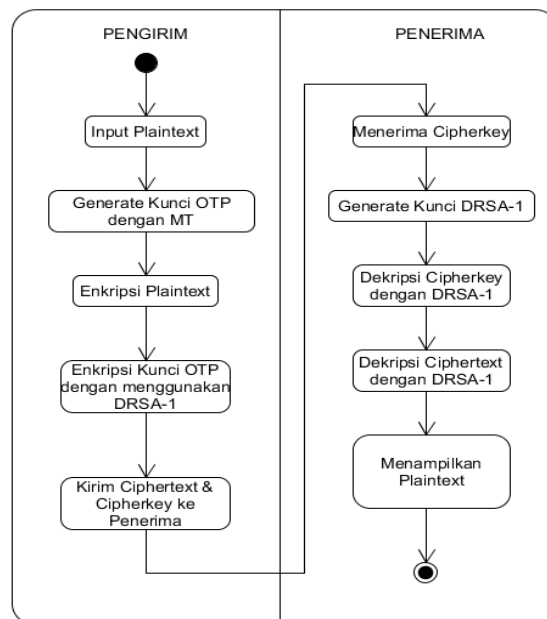 PENGIRIM
Input Plaintext
Generate Kunci OTP
dengan MT
Enkripsi Plaintext
Enkripsi Kunci OTP
dengan menggunakan
DRSA-1
Kirim Ciphertext &
Cipherkey ke
Penerima
PENERIMA
Menerima Cipherkey
Generate Kunci DRSA-1
Dekripsi Cipherkey
dengan DRSA-1
Dekripsi Ciphertext
dengan DRSA-1
Menampilkan
Plaintext